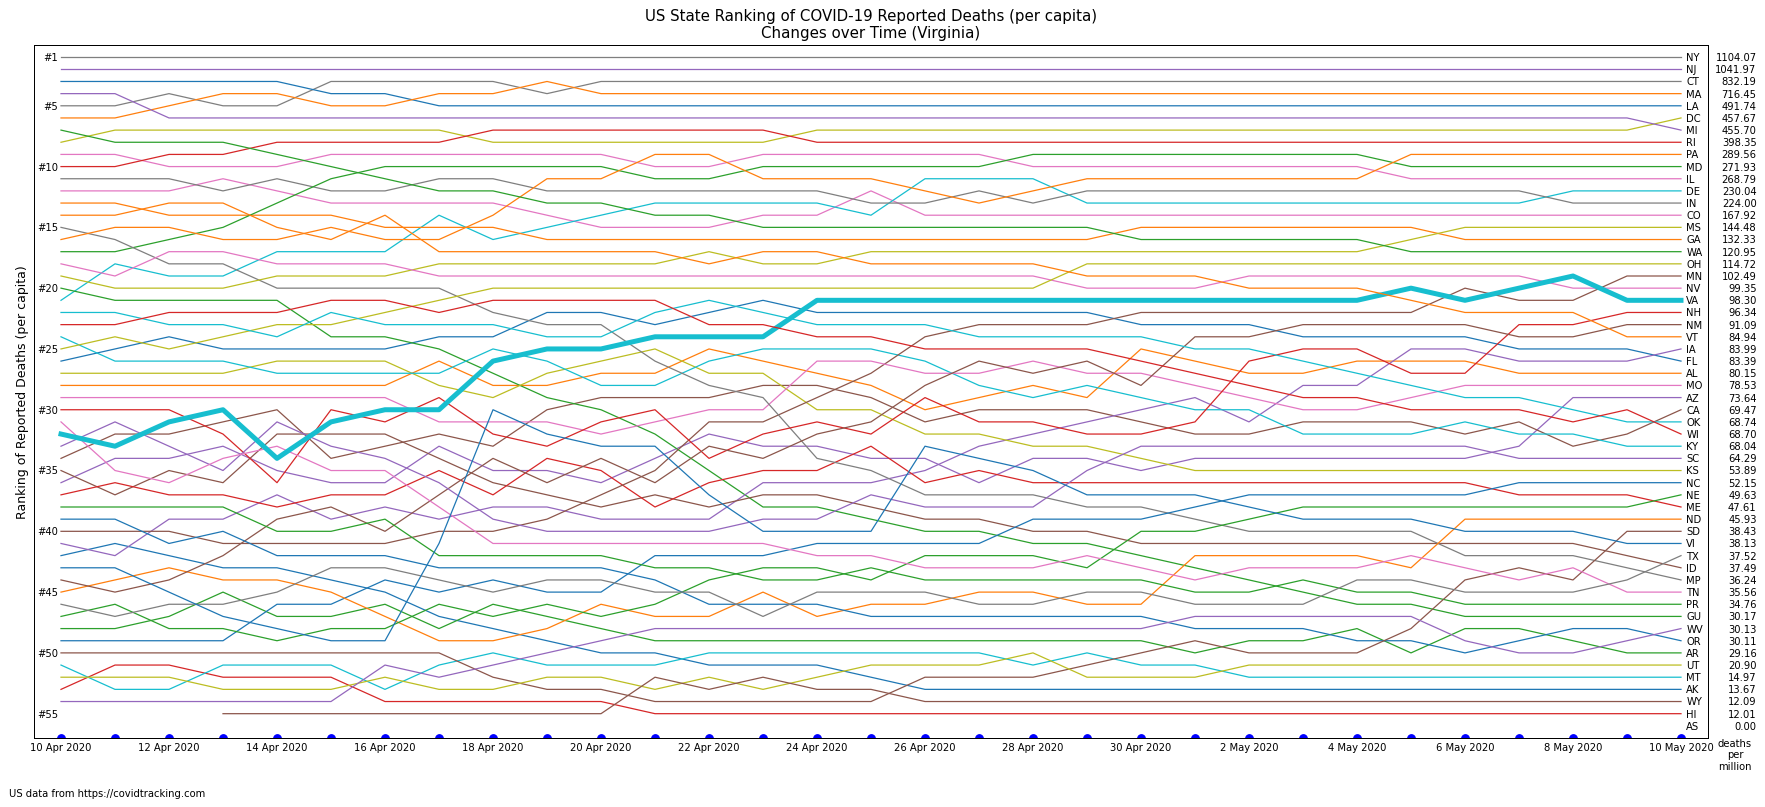 US State Ranking of COVID-19 Reported Deaths (per capita)
Changes over Time (Virginia)
Ranking of Reported Deaths (per capita)
#1
#5
#10
#15
#20
#25
#30
#35
#40
#45
#50
#55
NY 1104.07
NJ 1041.97
CT 832.19
MA 716.45
LA 491.74
DC 457.67
MI 455.70
RI 398.35
PA 289.56
MD 271.93
IL 268.79
DE 230.04
IN 224.00
CO 167.92
MS 144.48
GA 132.33
WA 120.95
OH 114.72
MN 102.49
NV 99.35
VA 98.30
NH 96.34
NM 91.09
VT 84.94
IA 83.99
FL 83.39
AL 80.15
MO 78.53
AZ 73.64
CA 69.47
OK 68.74
WI 68.70
KY 68.04
SC 64.29
KS 53.89
NC 52.15
NE 49.63
ME 47.61
ND 45.93
SD 38.43
VI 38.13
TX 37.52
ID 37.49
MP 36.24
TN 35.56
PR 34.76
GU 30.17
WV 30.13
OR 30.11
AR 29.16
UT 20.90
MT 14.97
AK 13.67
WY 12.09
HI 12.01
AS 0.00
10 Apr 2020 12 Apr 2020 14 Apr 2020 16 Apr 2020 18 Apr 2020 20 Apr 2020 22 Apr 2020 24 Apr 2020 26 Apr 2020 28 Apr 2020 30 Apr 2020 2 May 2020 4 May 2020 6 May 2020 8 May 2020 10 May 2020
deaths
per
million
US data from https://covidtracking.com